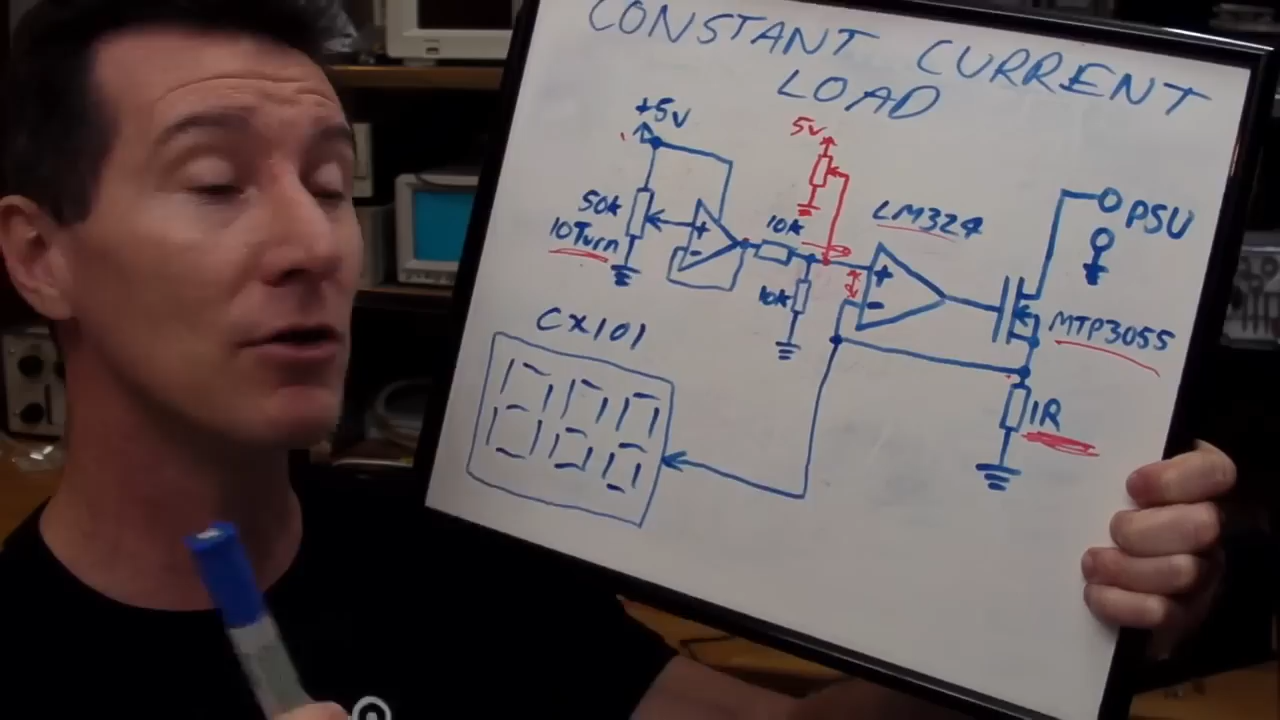 CONSTANT CURRENT
LOAD
+5V
5V
50k
10Turn
10k
LM324
PSU
+
-
+
-
10k
MTP3055
CX101
1R